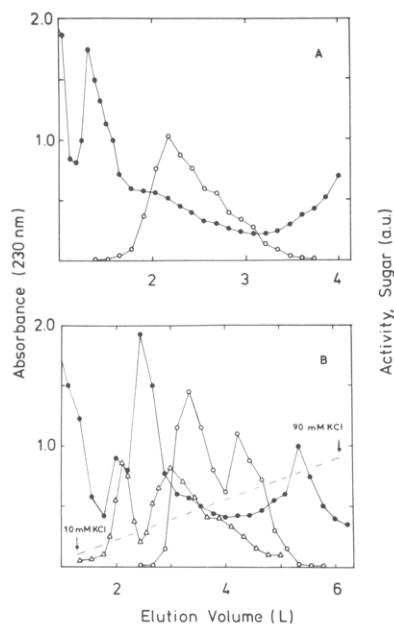 2.0
A
1.0
2
3
4
Absorbance (230 nm)
Activity, Sugar (a.u.)
2.0
B
90 mM KCl
1.0
10 mM KCl
2
4
6
Elution Volume (L)